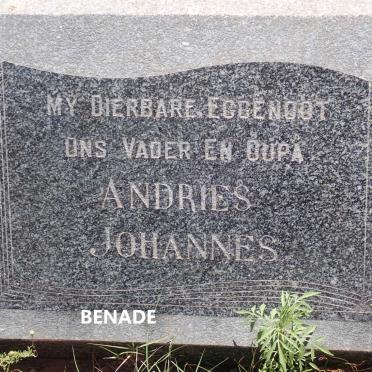 MY DIERBARE EGGENOOT
ONS VADER EN OUPA
ANDRIES
JOHANNES
BENADE